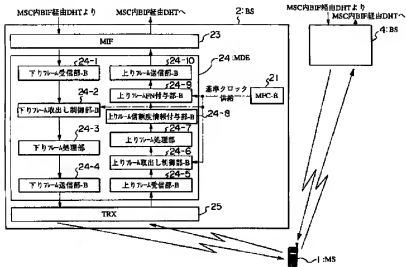 MSC内BIF経由DHTより
MSC内BIF経由DHTへ
2:BS
MSC内BIF経由DHTより
MSC内BIF経由DHTへ
4:BS
MIF
23
24:MDE
24-1
下りフレーム受信部-B
24-10
上りフレーム送信部-B
24-9
上りフレームFN付与部-B
基準クロック
供給
21
MFC-B
24-2
下りフレーム取出し制御部-B
24-8
上りフレーム信頼度情報付与部-B
24-7
上りフレーム処理部
24-3
下りフレーム処理部
24-6
上りフレーム取出し制御部-B
24-4
下りフレーム送信部-B
24-5
上りフレーム受信部-B
TRX
25
1:MS